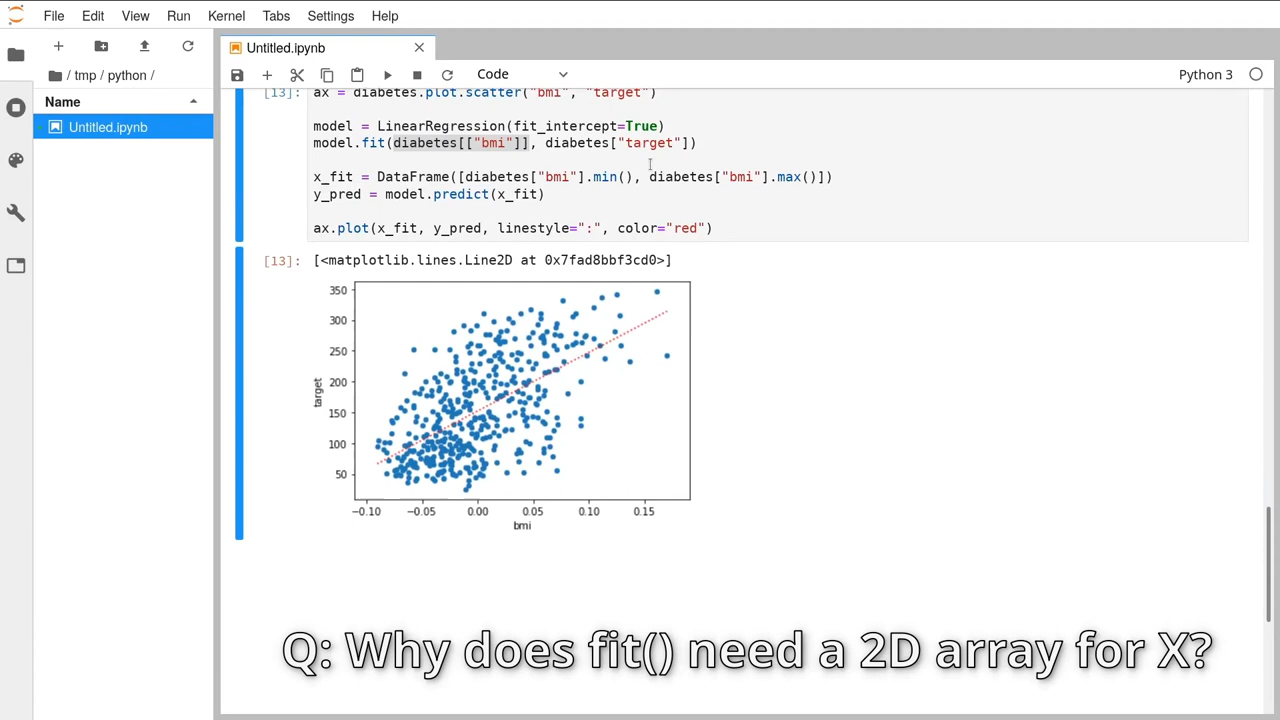 File Edit View Run Kernel Tabs Settings Help
Untitled.ipynb
Code
Python 3
/ tmp / python /
Name
Untitled.ipynb
[13]: ax = diabetes.plot.scatter("bmi", "target")
model = LinearRegression(fit_intercept=True)
model.fit(diabetes[["bmi"]], diabetes["target"])
x_fit = DataFrame([diabetes["bmi"].min(), diabetes["bmi"].max()])
y_pred = model.predict(x_fit)
ax.plot(x_fit, y_pred, linestyle=":", color="red")
[13]: [<matplotlib.lines.Line2D at 0x7fad8bbf3cd0>]
350
300
250
200
150
100
50
target
−0.10 −0.05 0.00 0.05 0.10 0.15
bmi
Q: Why does fit() need a 2D array for X?